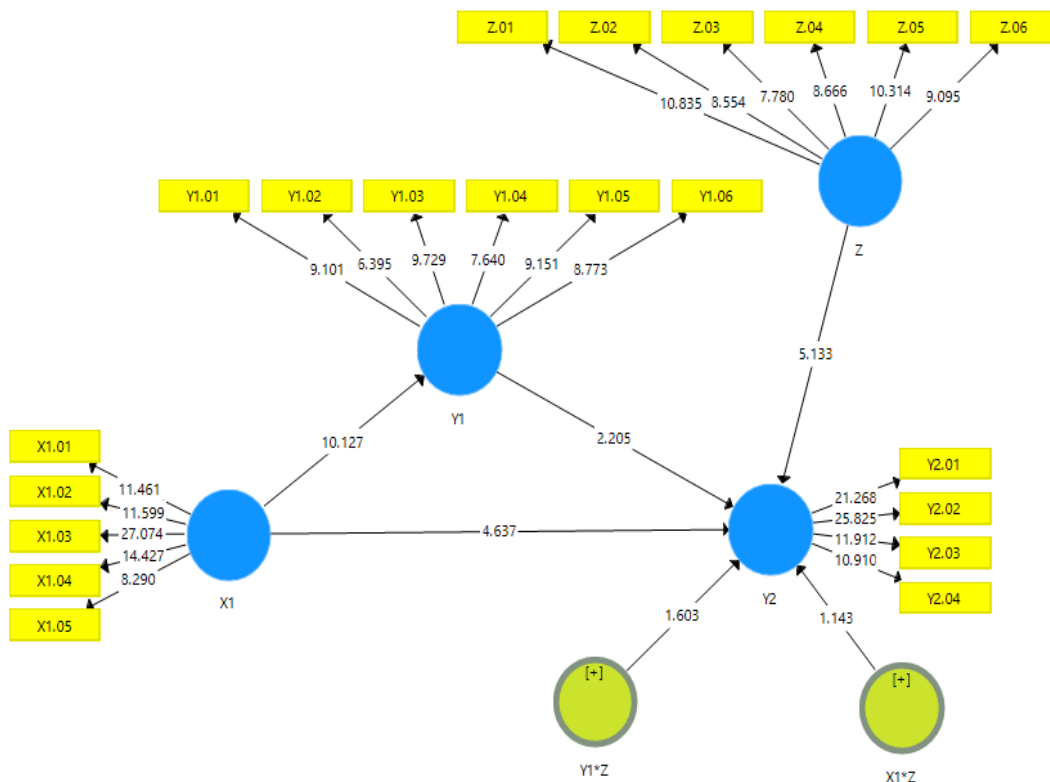 Z.01
Z.02
Z.03
Z.04
Z.05
Z.06
10.835
8.554
7.780
8.666
10.314
9.095
Z
Y1.01
Y1.02
Y1.03
Y1.04
Y1.05
Y1.06
9.101
6.395
9.729
7.640
9.151
8.773
Y1
5.133
10.127
2.205
X1.01
X1.02
X1.03
X1.04
X1.05
11.461
11.599
27.074
14.427
8.290
X1
4.637
Y2.01
Y2.02
Y2.03
Y2.04
21.268
25.825
11.912
10.910
Y2
1.603
1.143
[+]
[+]
Y1*Z
X1*Z